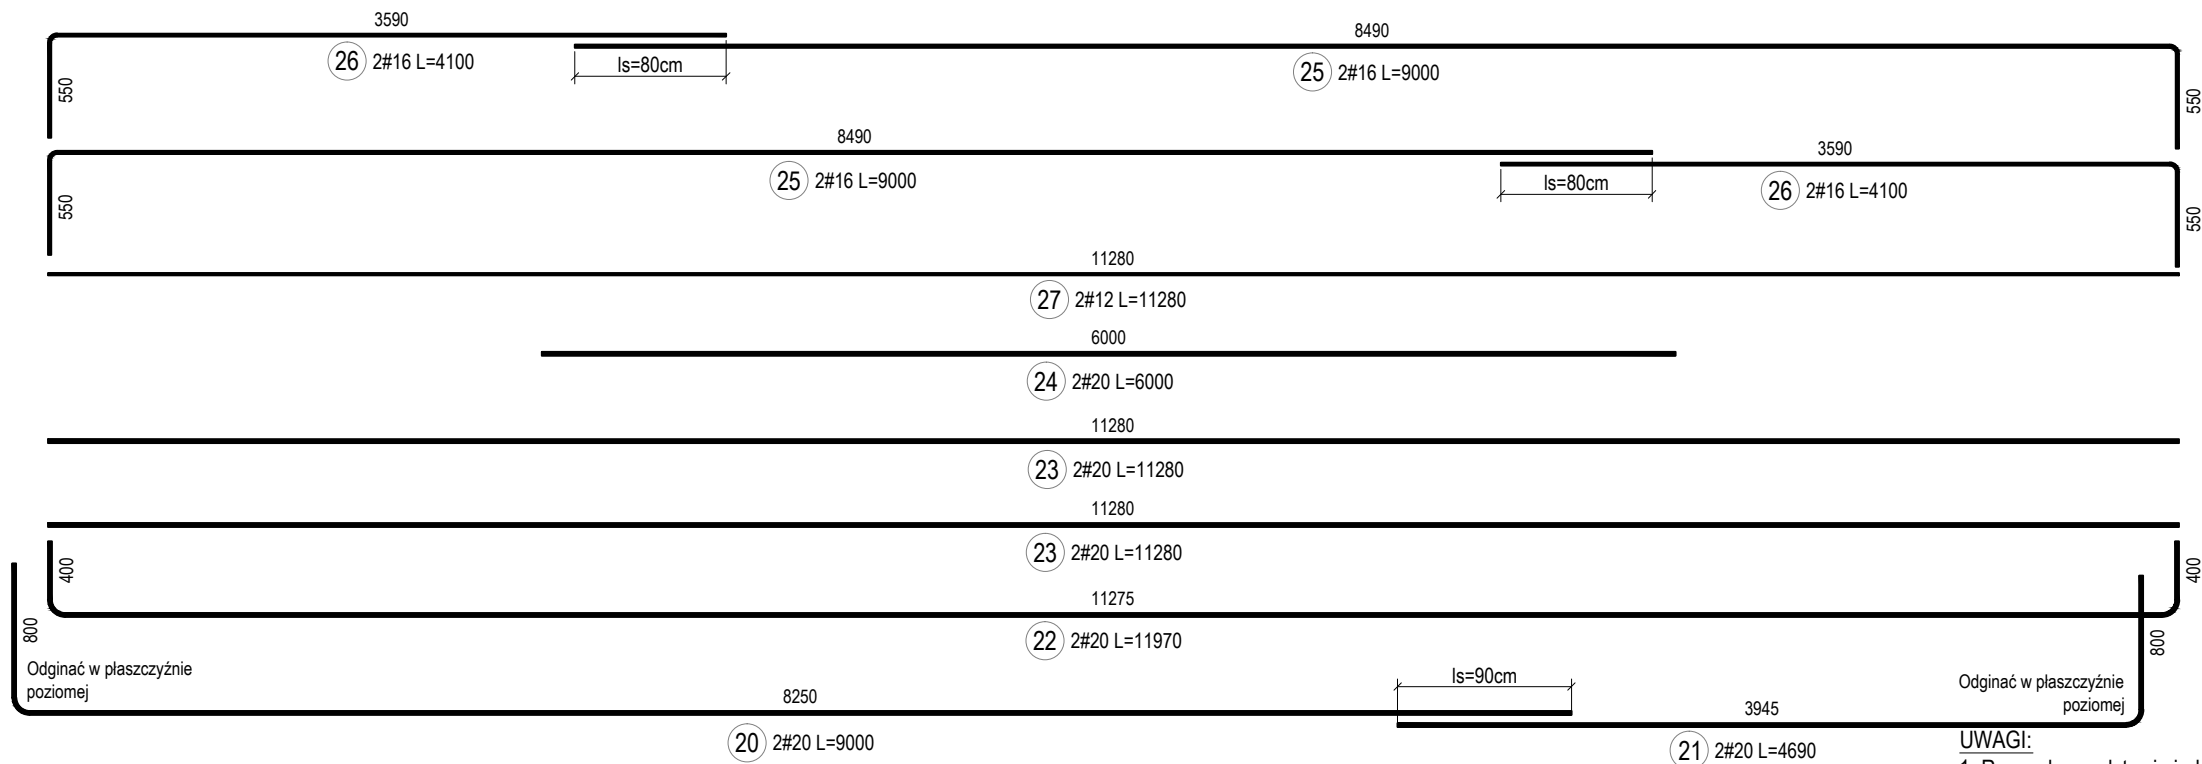 3590
26 2#16 L=4100
ls=80cm
8490
25 2#16 L=9000
550
550
8490
25 2#16 L=9000
3590
ls=80cm
26 2#16 L=4100
550
550
11280
27 2#12 L=11280
6000
24 2#20 L=6000
11280
23 2#20 L=11280
11280
23 2#20 L=11280
400
400
11275
22 2#20 L=11970
800
800
Odginać w płaszczyźnie
poziomej
8250
20 2#20 L=9000
ls=90cm
Odginać w płaszczyźnie
poziomej
3945
21 2#20 L=4690
UWAGI: